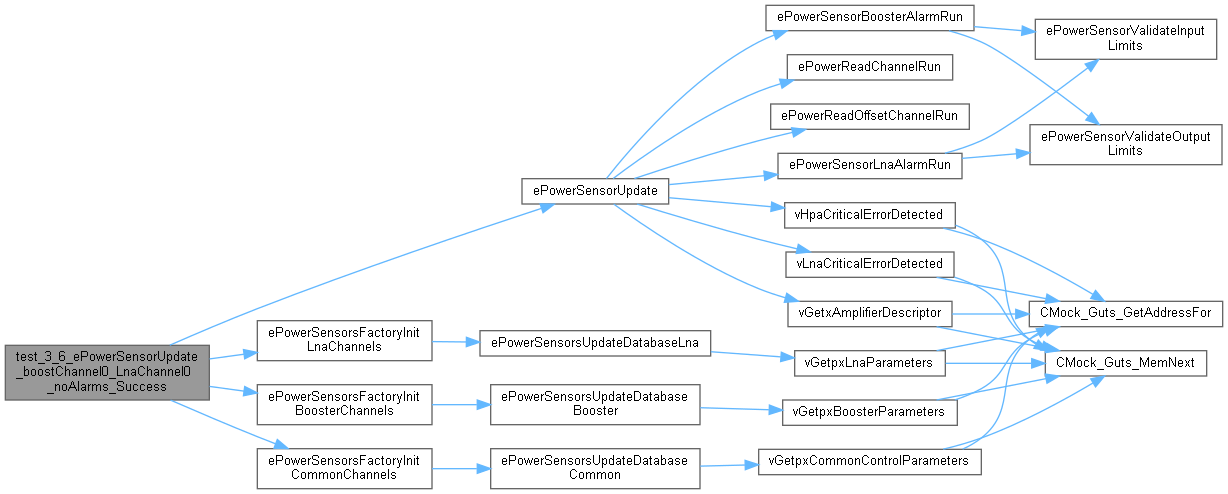 ePowerSensorBoosterAlarmRun
ePowerSensorValidateInput
Limits
ePowerReadChannelRun
ePowerReadOffsetChannelRun
ePowerSensorValidateOutput
Limits
ePowerSensorLnaAlarmRun
ePowerSensorUpdate
vHpaCriticalErrorDetected
vLnaCriticalErrorDetected
vGetxAmplifierDescriptor
CMock_Guts_GetAddressFor
ePowerSensorsFactoryInit
LnaChannels
ePowerSensorsUpdateDatabaseLna
vGetpxLnaParameters
CMock_Guts_MemNext
test_3_6_ePowerSensorUpdate
_boostChannel0_LnaChannel0
_noAlarms_Success
ePowerSensorsFactoryInit
BoosterChannels
ePowerSensorsUpdateDatabase
Booster
vGetpxBoosterParameters
ePowerSensorsFactoryInit
CommonChannels
ePowerSensorsUpdateDatabase
Common
vGetpxCommonControlParameters